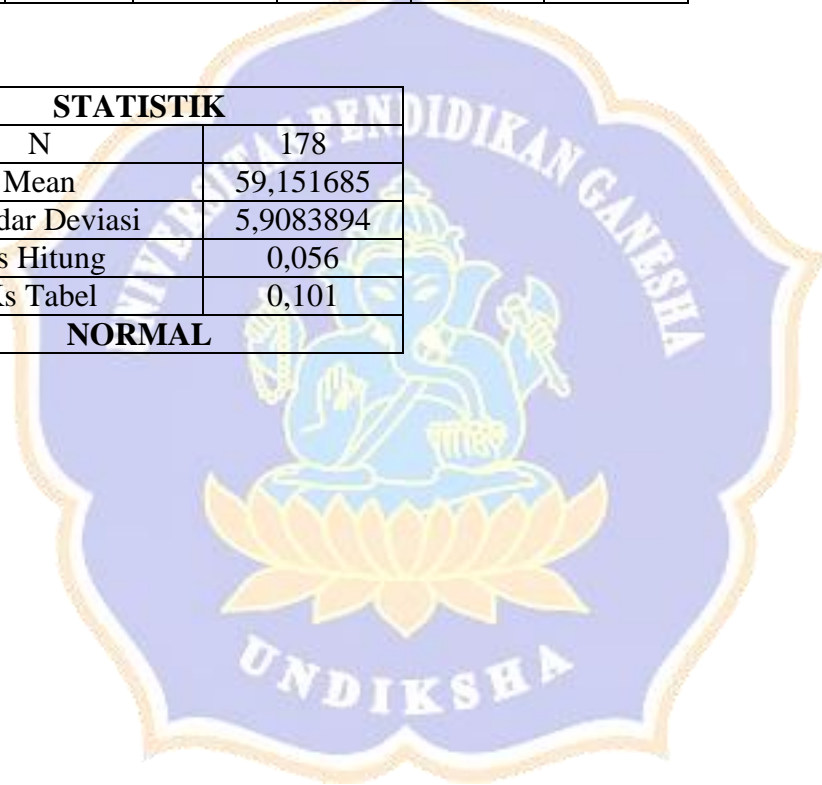 STATISTIK
N 178
Mean 59,151685
dar Deviasi 5,9083894
s Hitung 0,056
s Tabel 0,101
NORMAL
UNIVERSITAS PENDIDIKAN GANESHA
UNDIKSHA